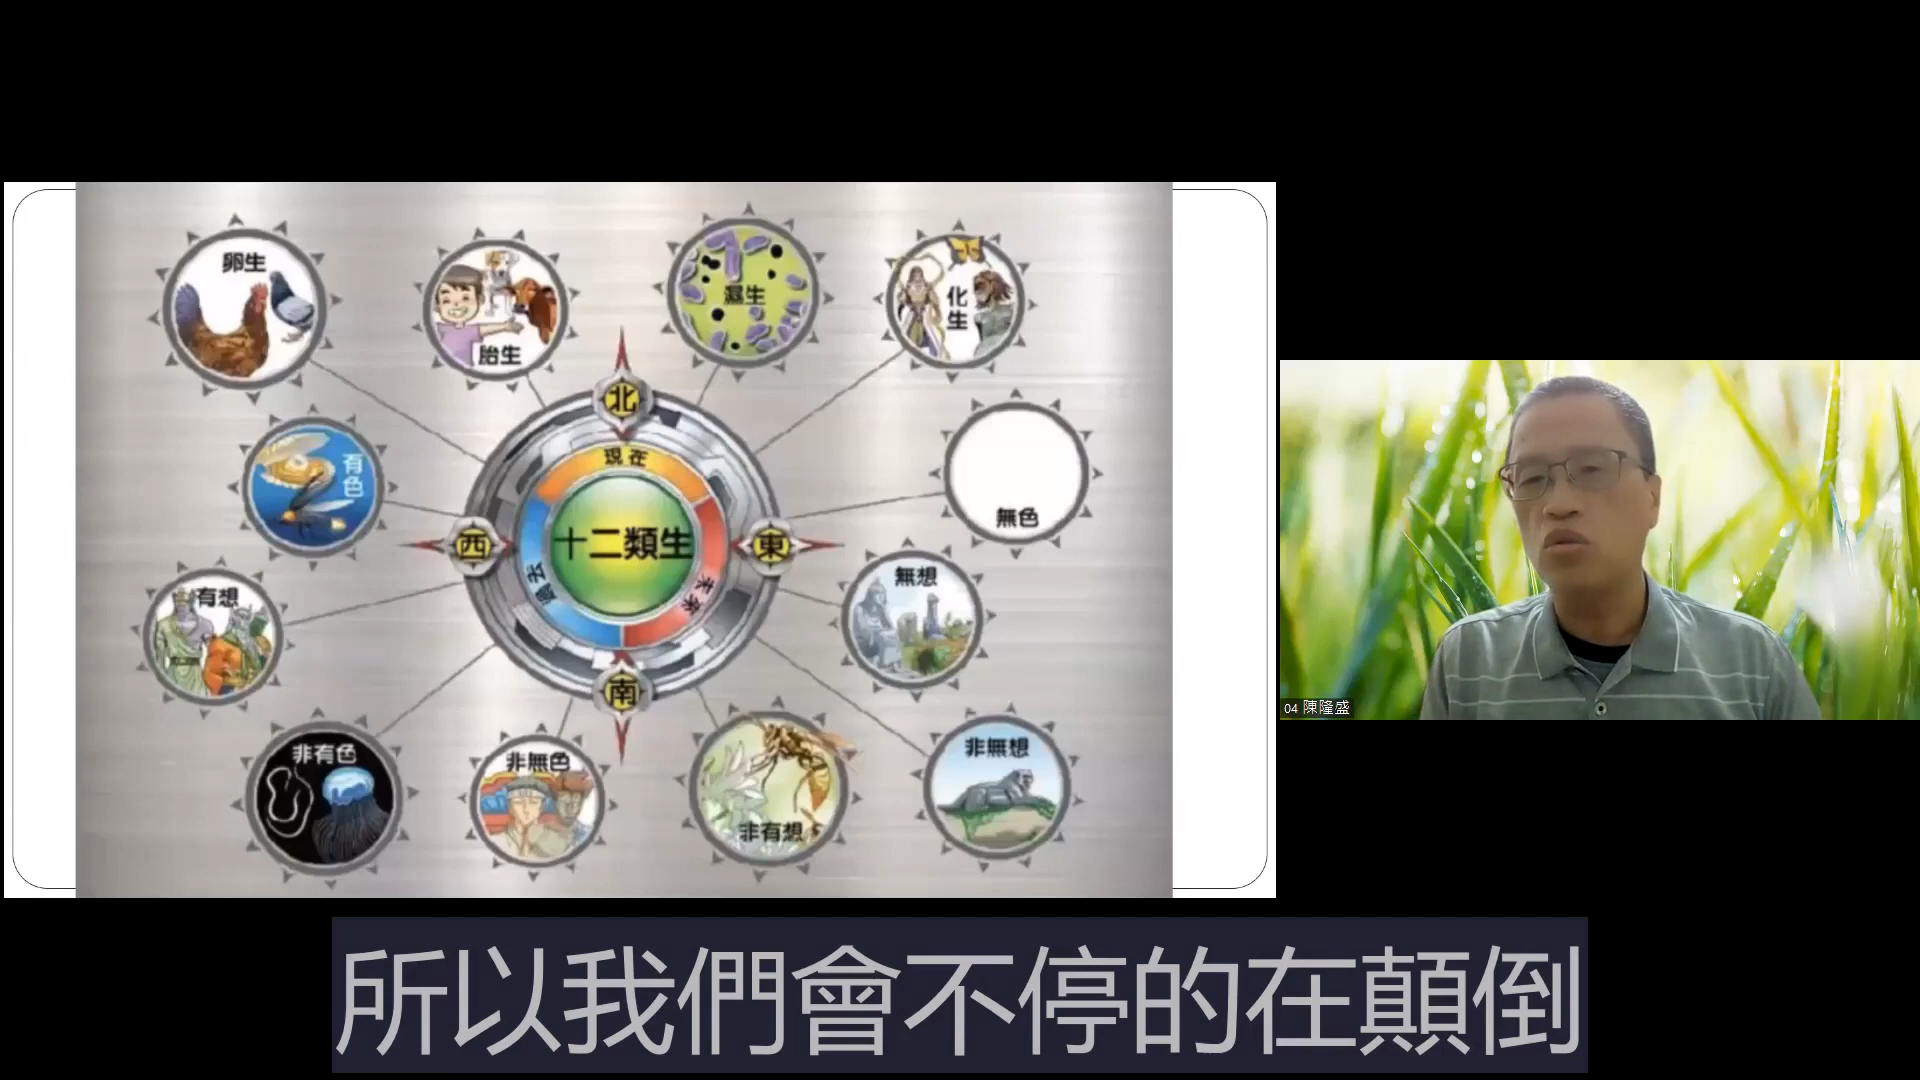 卵生
胎生
濕生
化生
有色
無色
有想
無想
非有色
非無色
非有想
非無想
北
西
東
南
現在
過去
未來
十二類生
04 陳隆盛
所以我們會不停的在顛倒